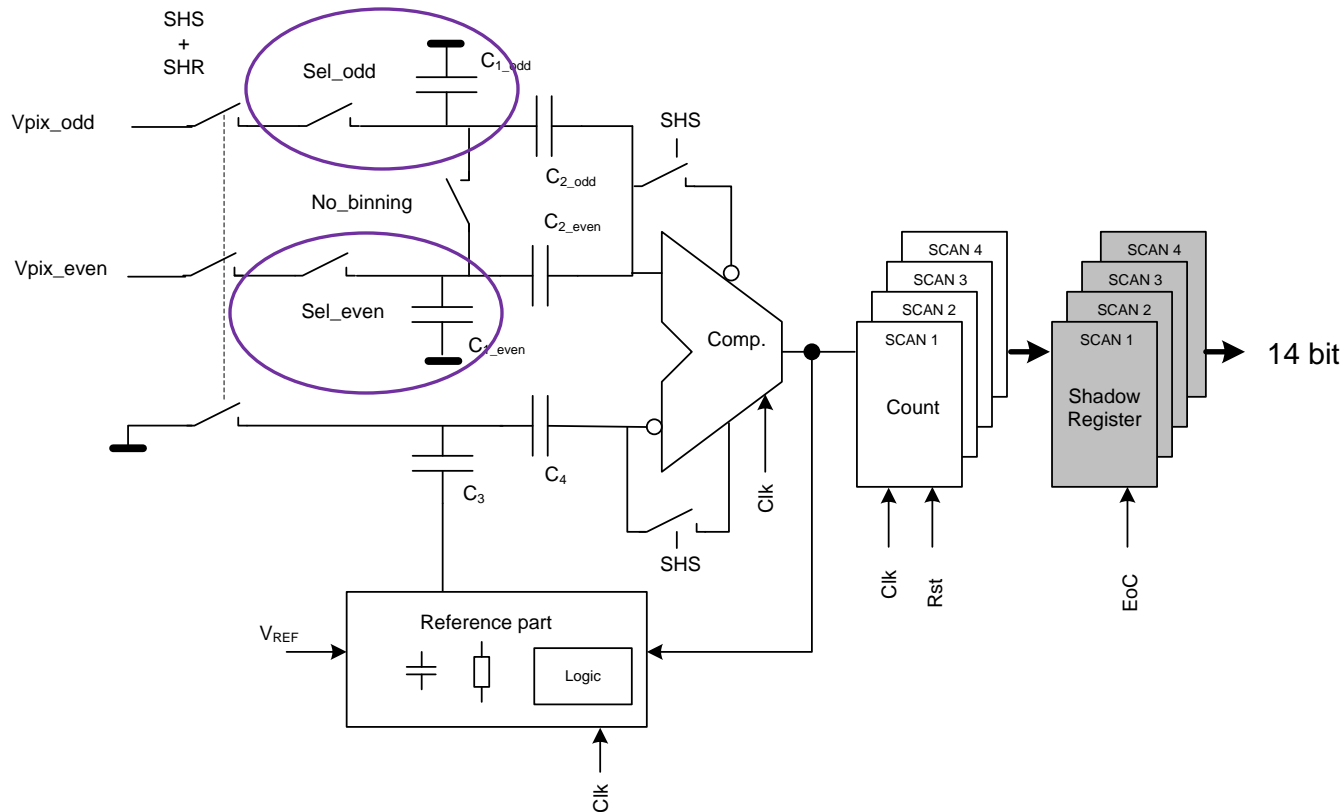 SHS
+
SHR
Sel_odd
C1_odd
Vpix_odd
SHS
C2_odd
No_binning
C2_even
Vpix_even
Sel_even
C1_even
Comp.
SCAN 4
SCAN 3
SCAN 2
SCAN 1
Count
SCAN 4
SCAN 3
SCAN 2
SCAN 1
Shadow
Register
14 bit
C3
C4
Clk
SHS
Clk
Rst
EoC
Reference part
VREF
Logic
Clk